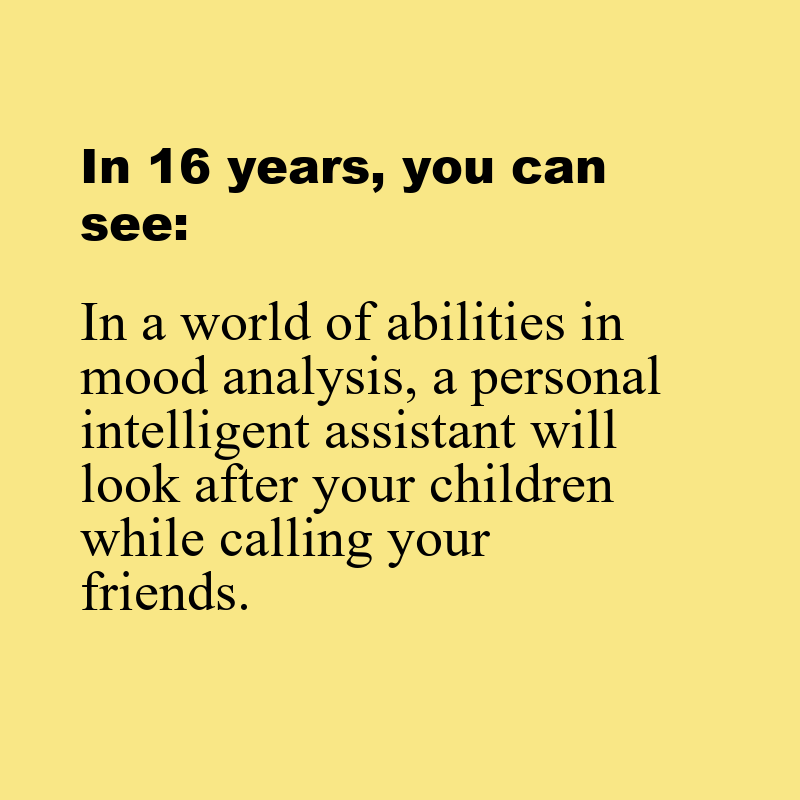 In 16 years, you can
see:
In a world of abilities in
mood analysis, a personal
intelligent assistant will
look after your children
while calling your
friends.